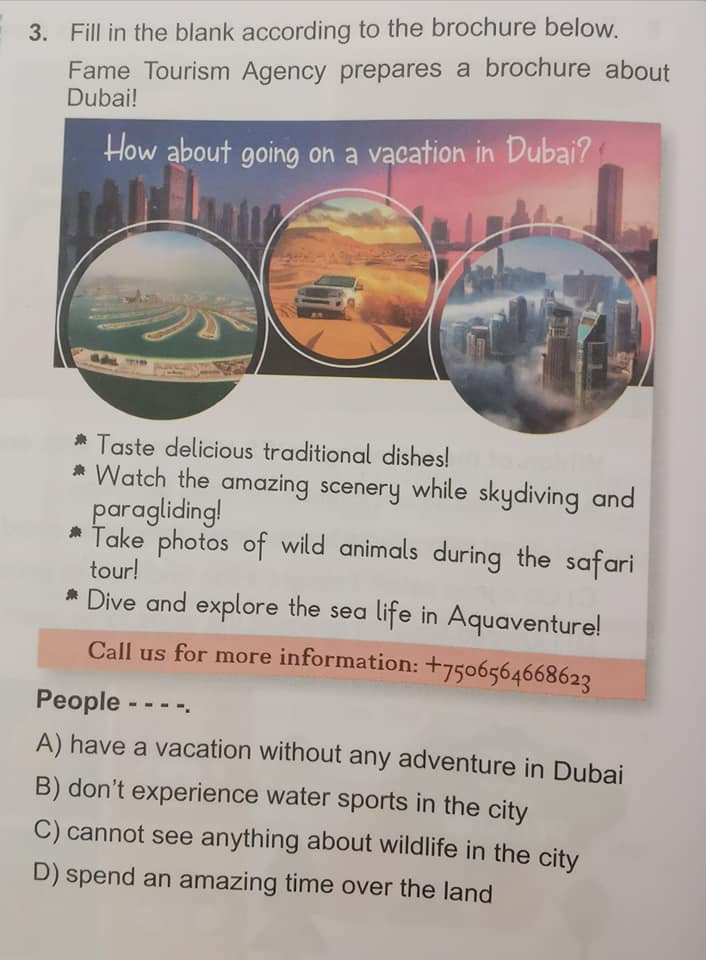 3. Fill in the blank according to the brochure below.
Fame Tourism Agency prepares a brochure about
Dubai!
How about going on a vacation in Dubai?
* Taste delicious traditional dishes!
* Watch the amazing scenery while skydiving and
paragliding!
* Take photos of wild animals during the safari
tour!
* Dive and explore the sea life in Aquaventure!
Call us for more information: +7506564668623
People - - - -.
A) have a vacation without any adventure in Dubai
B) don't experience water sports in the city
C) cannot see anything about wildlife in the city
D) spend an amazing time over the land